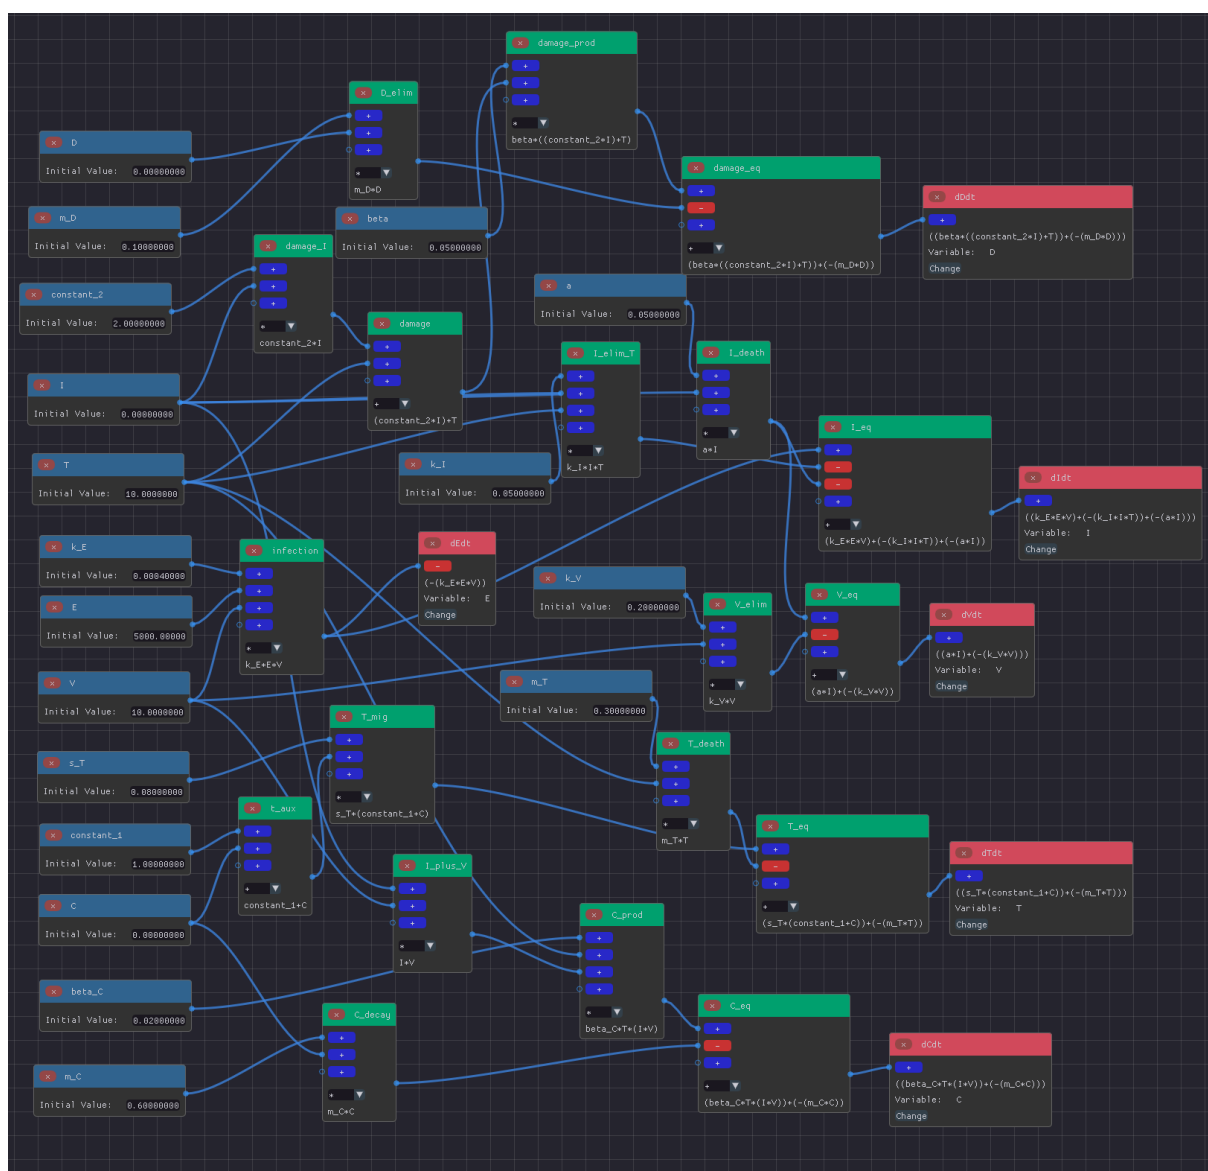 damage_prod
+
+
+
*
beta*((constant_2*I)+T)
D_elim
+
+
+
*
m_D*D
D
Initial Value: 0.00000000
m_D
Initial Value: 0.10000000
beta
Initial Value: 0.05000000
damage_eq
+
-
+
+
(beta*((constant_2*I)+T))+(-(m_D*D))
dDdt
+
((beta*((constant_2*I)+T))+(-(m_D*D)))
Variable: D
Change
damage_I
+
+
+
*
constant_2*I
constant_2
Initial Value: 2.00000000
a
Initial Value: 0.05000000
damage
+
+
+
+
(constant_2*I)+T
I_elim_T
+
+
+
+
*
k_I*I*T
I_death
+
+
+
*
a*I
I
Initial Value: 0.00000000
I_eq
+
-
-
+
+
(k_E*E*V)+(-(k_I*I*T))+(-(a*I))
T
Initial Value: 10.0000000
k_I
Initial Value: 0.05000000
dIdt
+
((k_E*E*V)+(-(k_I*I*T))+(-(a*I)))
Variable: I
Change
k_E
Initial Value: 0.00040000
infection
+
+
+
+
*
k_E*E*V
dEdt
-
(-(k_E*E*V))
Variable: E
Change
k_V
Initial Value: 0.20000000
V_elim
+
+
+
*
k_V*V
V_eq
+
-
+
+
(a*I)+(-(k_V*V))
dVdt
+
((a*I)+(-(k_V*V)))
Variable: V
Change
E
Initial Value: 5000.00000
V
Initial Value: 10.0000000
m_T
Initial Value: 0.30000000
T_mig
+
+
+
*
s_T*(constant_1+C)
T_death
+
+
+
*
m_T*T
s_T
Initial Value: 0.08000000
t_aux
+
+
+
+
constant_1+C
constant_1
Initial Value: 1.00000000
T_eq
+
-
+
+
(s_T*(constant_1+C))+(-(m_T*T))
dTdt
+
((s_T*(constant_1+C))+(-(m_T*T)))
Variable: T
Change
I_plus_V
+
+
+
*
I*V
C
Initial Value: 0.00000000
C_prod
+
+
+
+
*
beta_C*T*(I*V)
beta_C
Initial Value: 0.02000000
C_decay
+
+
+
*
m_C*C
C_eq
+
-
+
+
(beta_C*T*(I*V))+(-(m_C*C))
dCdt
+
((beta_C*T*(I*V))+(-(m_C*C)))
Variable: C
Change
m_C
Initial Value: 0.60000000